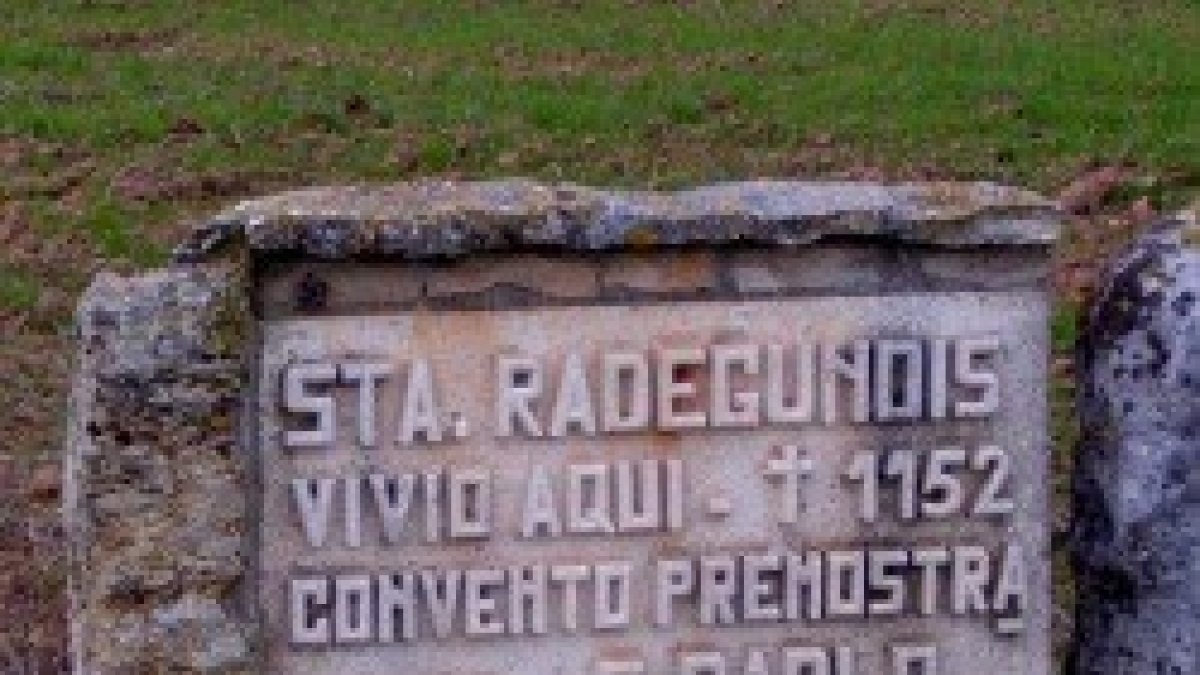 STA. RADEGUNDIS
VIVIO AQUI. † 1152
CONVENTO PREMOSTRA